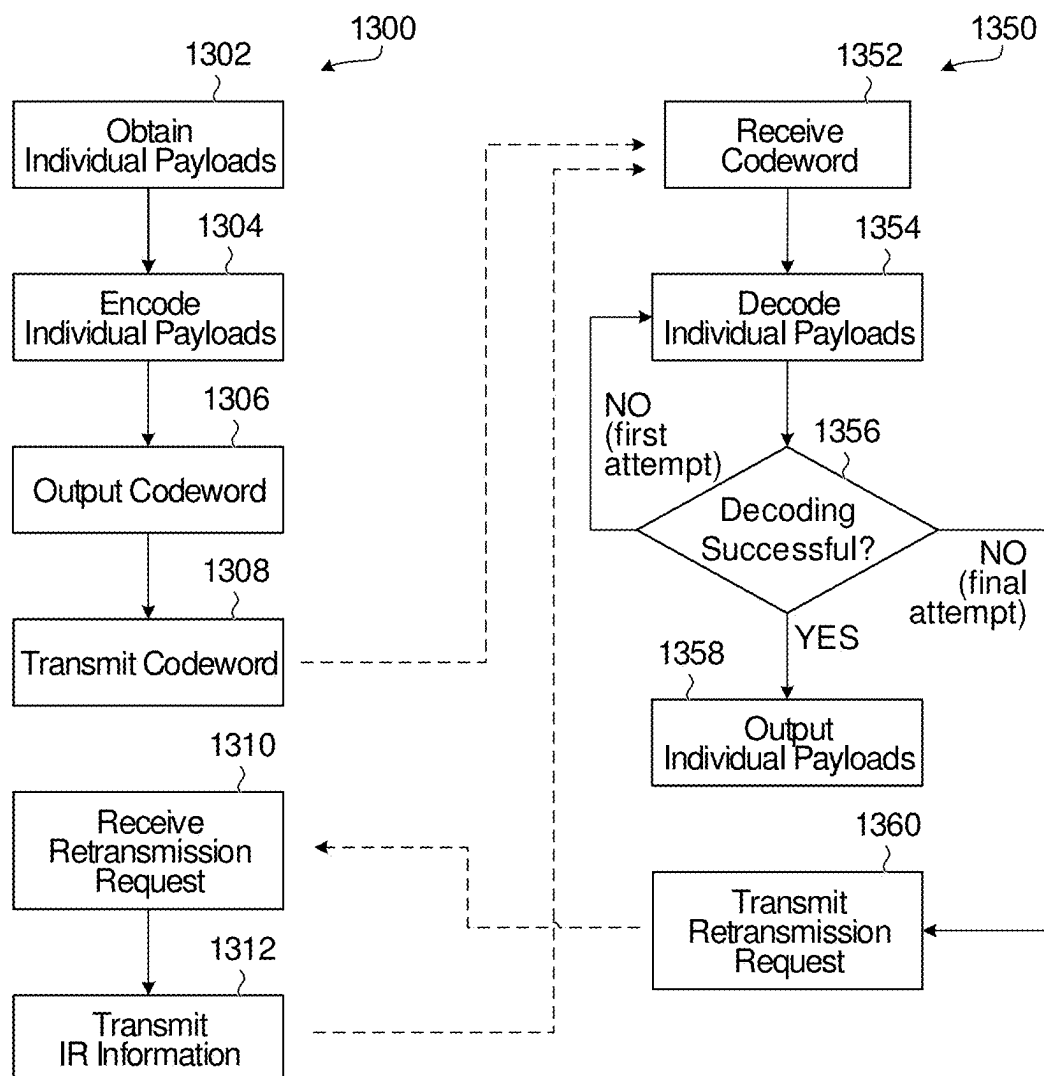 1300
1302
Obtain
Individual Payloads
1304
Encode
Individual Payloads
1306
Output Codeword
1308
Transmit Codeword
1310
Receive
Retransmission
Request
1312
Transmit
IR Information
1350
1352
Receive
Codeword
1354
Decode
Individual Payloads
NO
(first
attempt)
1356
Decoding
Successful?
NO
(final
attempt)
YES
1358
Output
Individual Payloads
1360
Transmit
Retransmission
Request